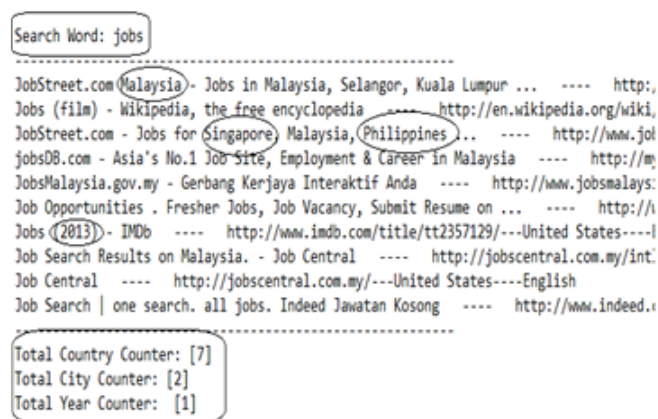 Search Word: jobs
------------------------------------------------------
JobStreet.com Malaysia - Jobs in Malaysia, Selangor, Kuala Lumpur ... ---- http:/
Jobs (film) - Wikipedia, the free encyclopedia ---- http://en.wikipedia.org/wiki/
JobStreet.com - Jobs for Singapore, Malaysia, Philippines ... ---- http://www.jo
jobsDB.com - Asia's No.1 Job Site, Employment & Career in Malaysia ---- http://m
JobsMalaysia.gov.my - Gerbang Kerjaya Interaktif Anda ---- http://www.jobsmalays
Job Opportunities . Fresher Jobs, Job Vacancy, Submit Resume on ... ---- http://
Jobs (2013) - IMDb ---- http://www.imdb.com/title/tt2357129/---United States----
Job Search Results on Malaysia. - Job Central ---- http://jobscentral.com.my/int
Job Central ---- http://jobscentral.com.my/---United States----English
Job Search | one search. all jobs. Indeed Jawatan Kosong ---- http://www.indeed.
------------------------------------------------------
Total Country Counter: [7]
Total City Counter: [2]
Total Year Counter: [1]